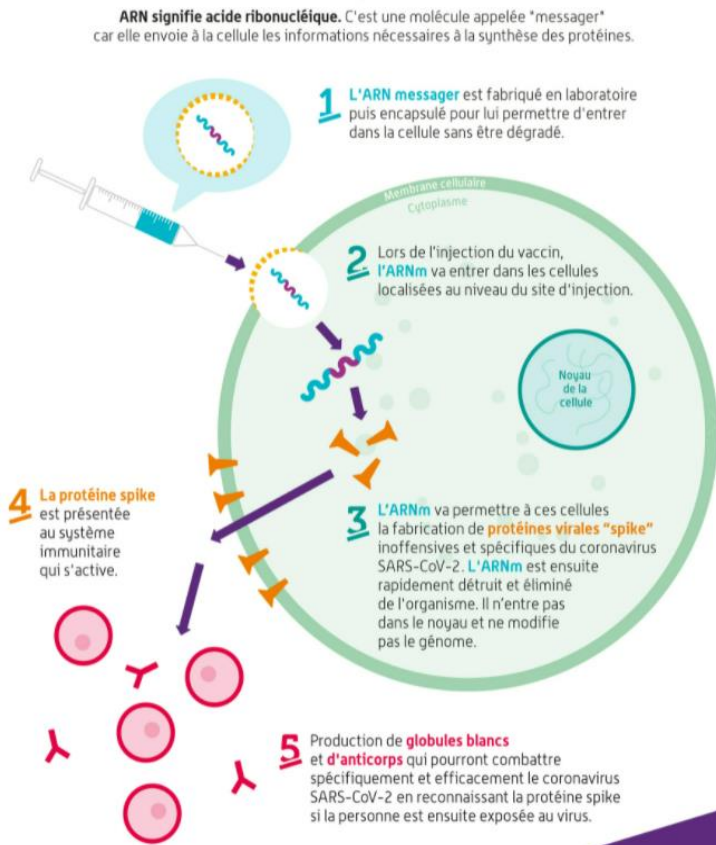 ARN signifie acide ribonucléique. C'est une molécule appelée "messager"
car elle envoie à la cellule les informations nécessaires à la synthèse des protéines.
1 L'ARN messager est fabriqué en laboratoire
puis encapsulé pour lui permettre d'entrer
dans la cellule sans être dégradé.
Membrane cellulaire
Cytoplasme
2 Lors de l'injection du vaccin,
l'ARNm va entrer dans les cellules
localisées au niveau du site d'injection.
Noyau
de la
cellule
3 L'ARNm va permettre à ces cellules
la fabrication de protéines virales "spike"
inoffensives et spécifiques du coronavirus
SARS-CoV-2. L'ARNm est ensuite
rapidement détruit et éliminé
de l'organisme. Il n'entre pas
dans le noyau et ne modifie
pas le génome.
4 La protéine spike
est présentée
au système
immunitaire
qui s'active.
5 Production de globules blancs
et d'anticorps qui pourront combattre
spécifiquement et efficacement le coronavirus
SARS-CoV-2 en reconnaissant la protéine spike
si la personne est ensuite exposée au virus.